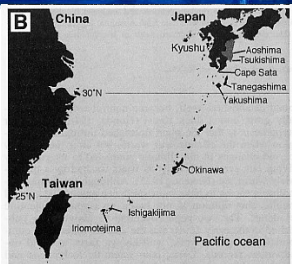 B
China
Japan
Kyushu
Aoshima
Tsukishima
Cape Sata
Tanegashima
30°N
Yakushima
Okinawa
Taiwan
25°N
Ishigakijima
Iriomotejima
Pacific ocean